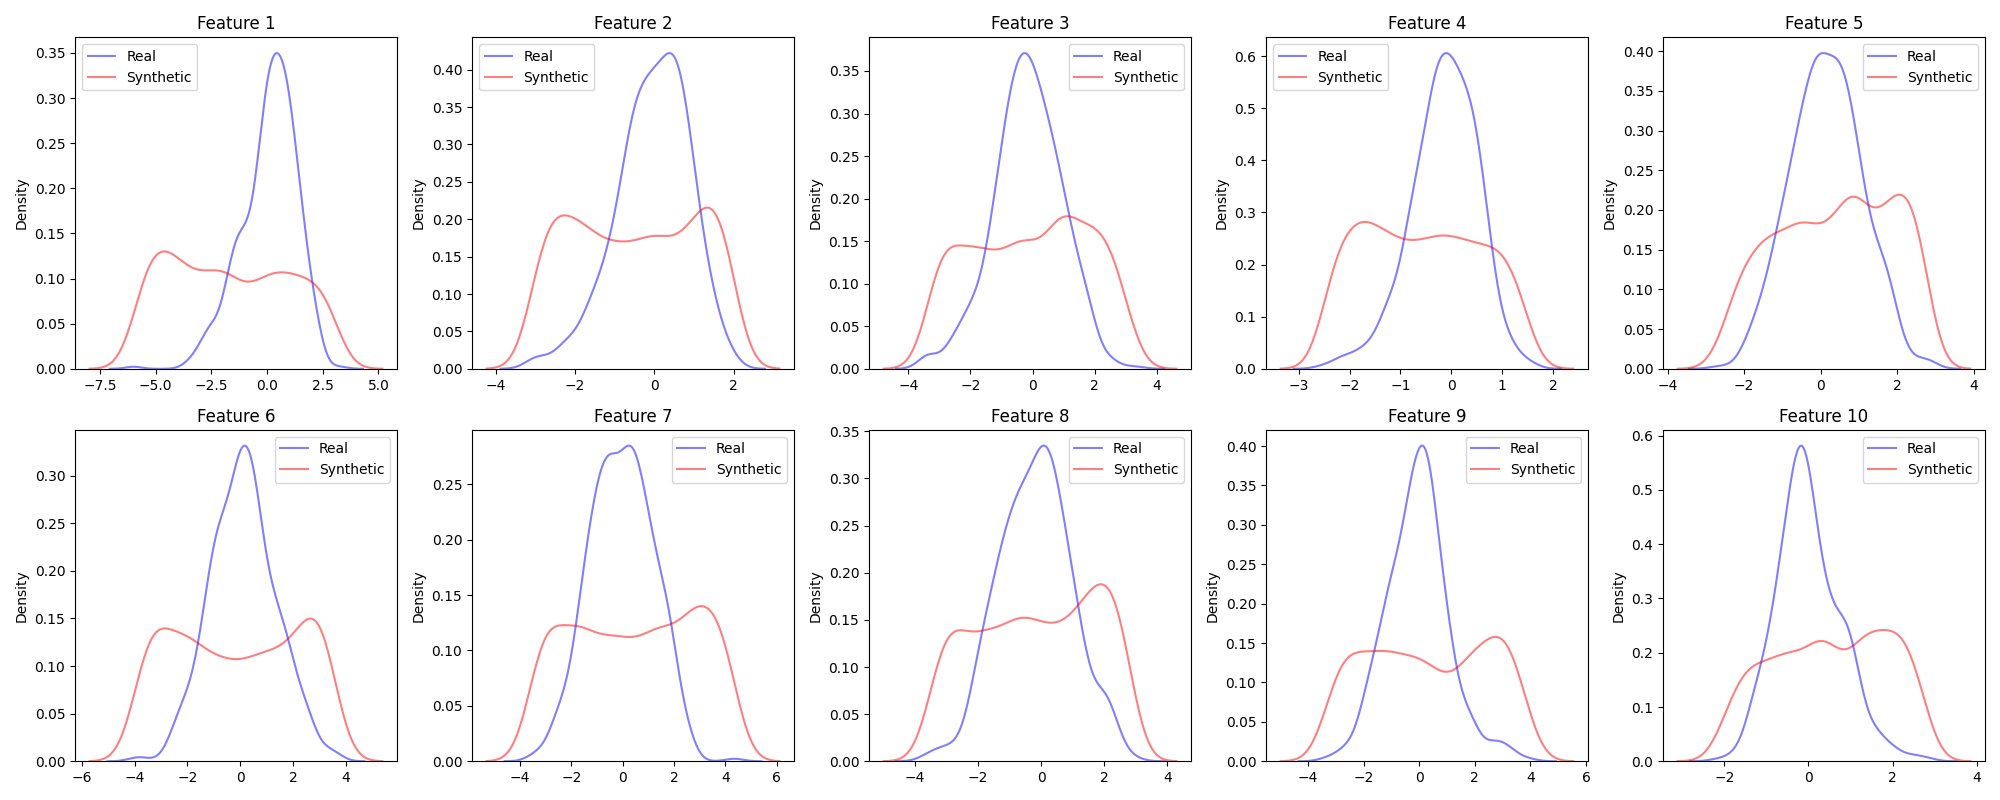 Feature 1
Real
Synthetic
Density
0.35
0.30
0.25
0.20
0.15
0.10
0.05
0.00
−7.5 −5.0 −2.5 0.0 2.5 5.0
Feature 2
Real
Synthetic
Density
0.40
0.35
0.30
0.25
0.20
0.15
0.10
0.05
0.00
−4 −2 0 2
Feature 3
Real
Synthetic
Density
0.35
0.30
0.25
0.20
0.15
0.10
0.05
0.00
−4 −2 0 2 4
Feature 4
Real
Synthetic
Density
0.6
0.5
0.4
0.3
0.2
0.1
0.0
−3 −2 −1 0 1 2
Feature 5
Real
Synthetic
Density
0.40
0.35
0.30
0.25
0.20
0.15
0.10
0.05
0.00
−4 −2 0 2 4
Feature 6
Real
Synthetic
Density
0.30
0.25
0.20
0.15
0.10
0.05
0.00
−6 −4 −2 0 2 4
Feature 7
Real
Synthetic
Density
0.25
0.20
0.15
0.10
0.05
0.00
−4 −2 0 2 4 6
Feature 8
Real
Synthetic
Density
0.35
0.30
0.25
0.20
0.15
0.10
0.05
0.00
−4 −2 0 2 4
Feature 9
Real
Synthetic
Density
0.40
0.35
0.30
0.25
0.20
0.15
0.10
0.05
0.00
−4 −2 0 2 4 6
Feature 10
Real
Synthetic
Density
0.6
0.5
0.4
0.3
0.2
0.1
0.0
−2 0 2 4